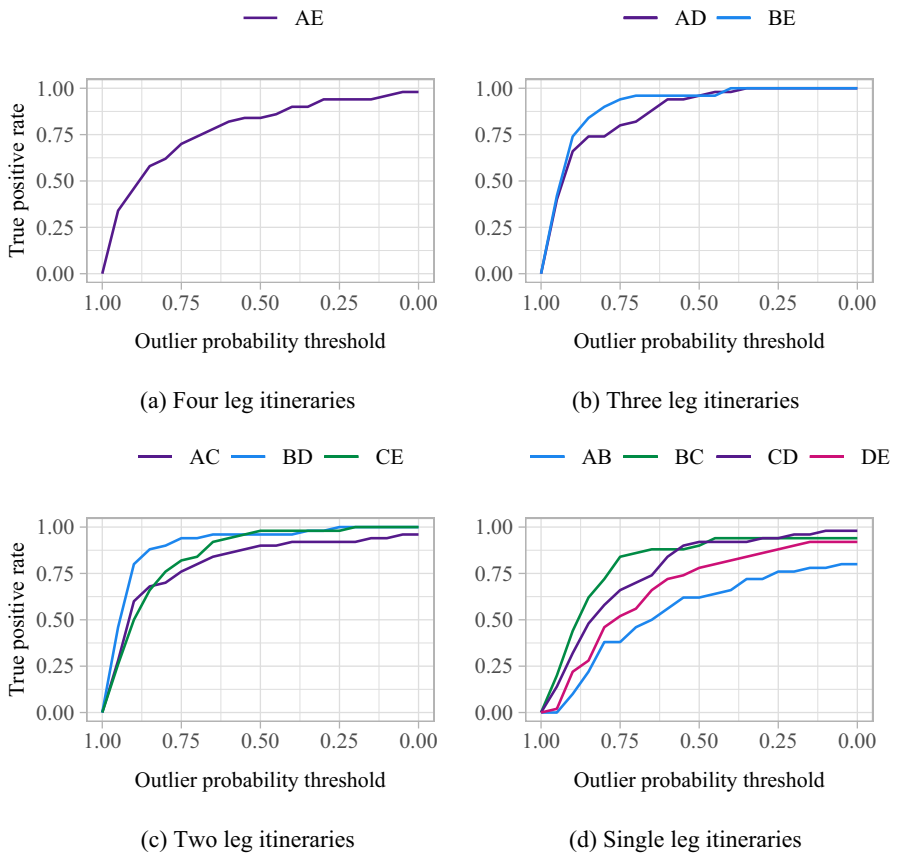 AE
AD BE
1.00
0.75
0.50
0.25
0.00
True positive rate
1.00 0.75 0.50 0.25 0.00
Outlier probability threshold
(a) Four leg itineraries
1.00
0.75
0.50
0.25
0.00
1.00 0.75 0.50 0.25 0.00
Outlier probability threshold
(b) Three leg itineraries
AC BD CE
1.00
0.75
0.50
0.25
0.00
True positive rate
1.00 0.75 0.50 0.25 0.00
Outlier probability threshold
(c) Two leg itineraries
AB BC CD DE
1.00
0.75
0.50
0.25
0.00
1.00 0.75 0.50 0.25 0.00
Outlier probability threshold
(d) Single leg itineraries